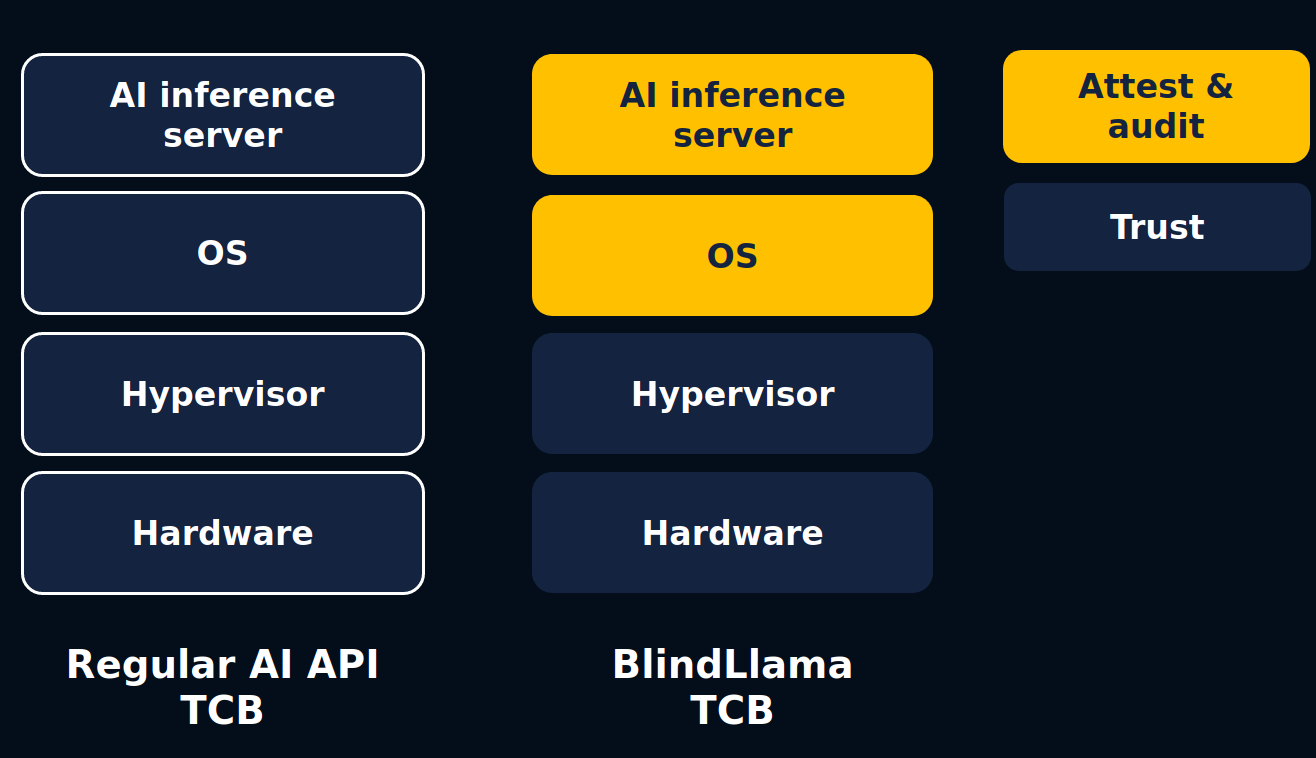 AI inference
server
OS
Hypervisor
Hardware
Regular AI API
TCB
AI inference
server
OS
Hypervisor
Hardware
BlindLlama
TCB
Attest &
audit
Trust